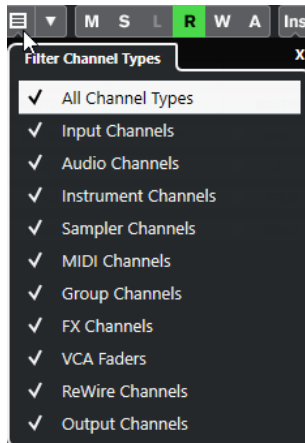 M S L R W A Ins
Filter Channel Types X
All Channel Types
Input Channels
Audio Channels
Instrument Channels
Sampler Channels
MIDI Channels
Group Channels
FX Channels
VCA Faders
ReWire Channels
Output Channels